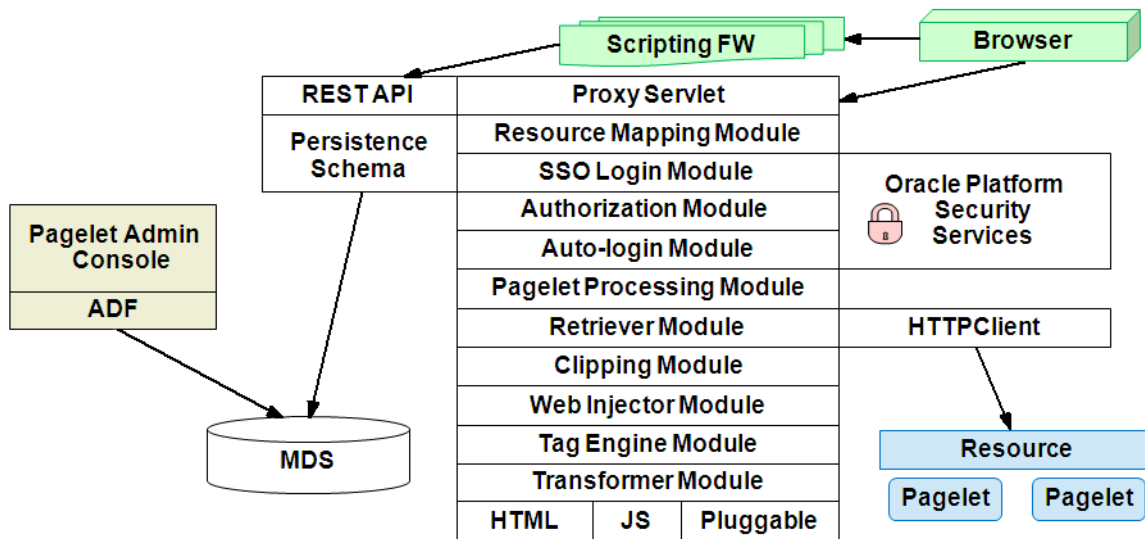 Scripting FW
Browser
REST API
Proxy Servlet
Persistence
Schema
Resource Mapping Module
SSO Login Module
Authorization Module
Auto-login Module
Oracle Platform
Security
Services
Pagelet Admin
Console
ADF
Pagelet Processing Module
Retriever Module
HTTPClient
Clipping Module
Web Injector Module
Tag Engine Module
Transformer Module
HTML
JS
Pluggable
MDS
Resource
Pagelet
Pagelet